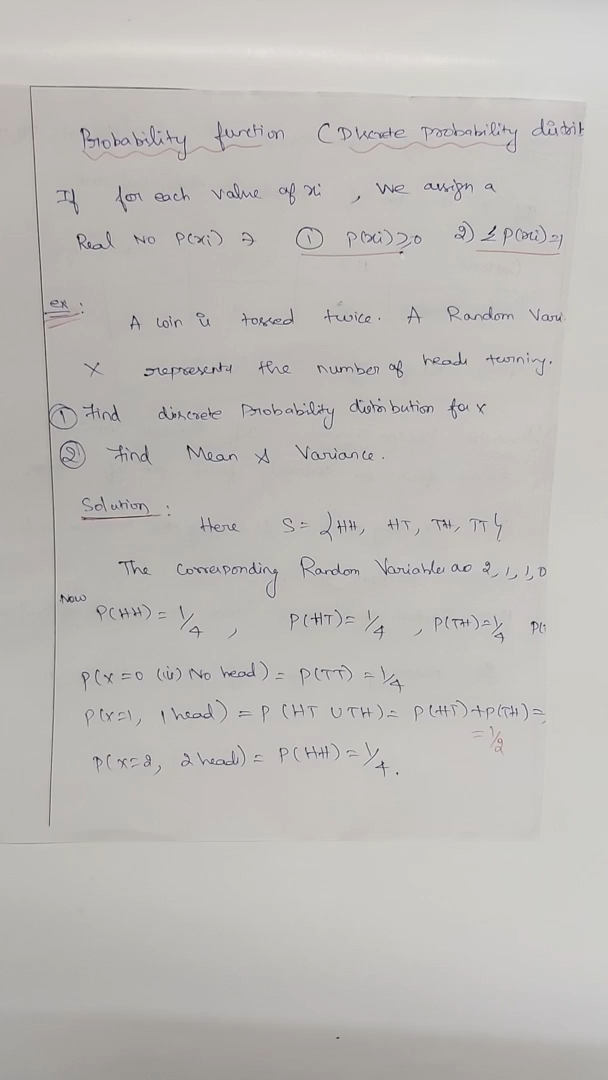 Probability function (Discrete probability distrib
If for each value of xi, we assign a
Real No P(xi) ∋ ① P(xi) ≥ 0 2) Σ P(xi) = 1
ex:
A coin is tossed twice. A Random Vari
X represents the number of heads turning.
① Find discrete Probability distribution for x
② Find Mean & Variance.
Solution:
Here S = {HH, HT, TH, TT}
The corresponding Random Variable as 2, 1, 1, 0
Now P(HH) = 1/4, P(HT) = 1/4, P(TH) = 1/4 P(
P(x=0 (ie) No head) = P(TT) = 1/4
P(x=1, 1 head) = P(HT ∪ TH) = P(HT) + P(TH) =
= 1/2
P(x=2, 2 heads) = P(HH) = 1/4.